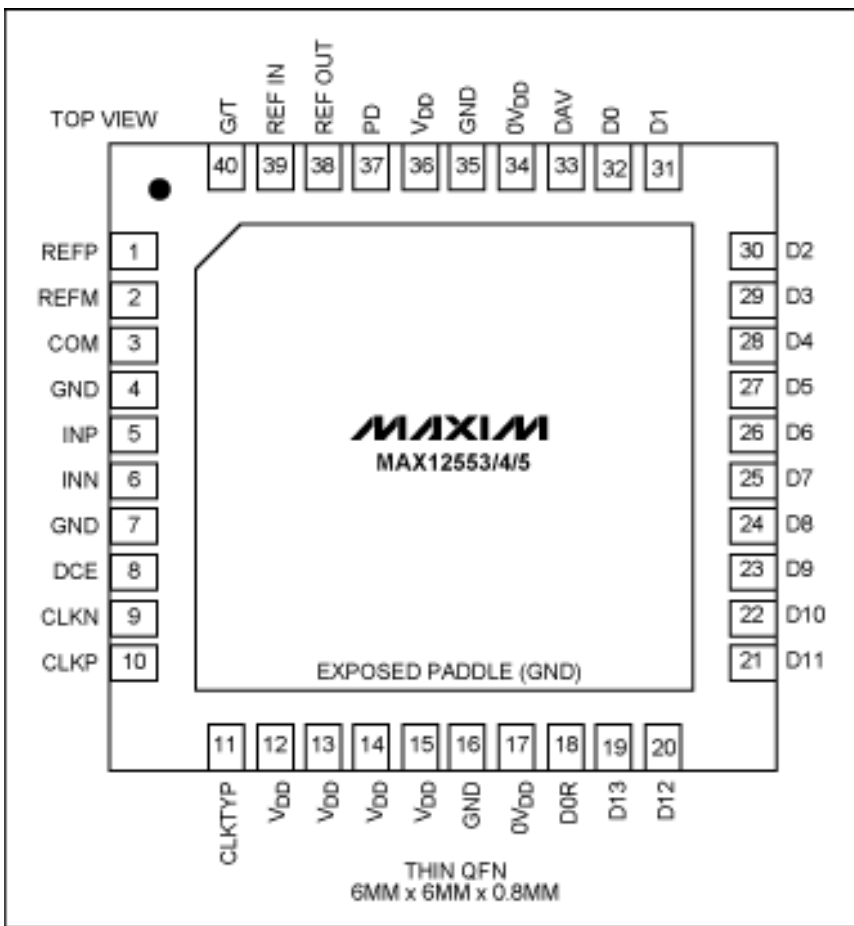 TOP VIEW
G/T
REF IN
REF OUT
PD
VDD
GND
0VDD
DAV
D0
D1
40 39 38 37 36 35 34 33 32 31
REFP 1
REFM 2
COM 3
GND 4
INP 5
INN 6
GND 7
DCE 8
CLKN 9
CLKP 10
30 D2
29 D3
28 D4
27 D5
26 D6
25 D7
24 D8
23 D9
22 D10
21 D11
MAXIM
MAX12553/4/5
EXPOSED PADDLE (GND)
11 12 13 14 15 16 17 18 19 20
CLKTYP
VDD
VDD
VDD
VDD
GND
0VDD
D0R
D13
D12
THIN QFN
6MM x 6MM x 0.8MM